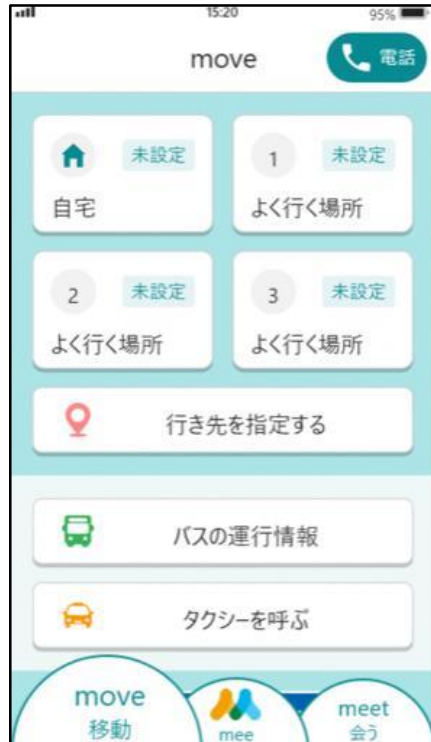 15:20
95%
move
電話
未設定
自宅
1
未設定
よく行く場所
2
未設定
よく行く場所
3
未設定
よく行く場所
行き先を指定する
バスの運行情報
タクシーを呼ぶ
move
移動
mee
meet
会う